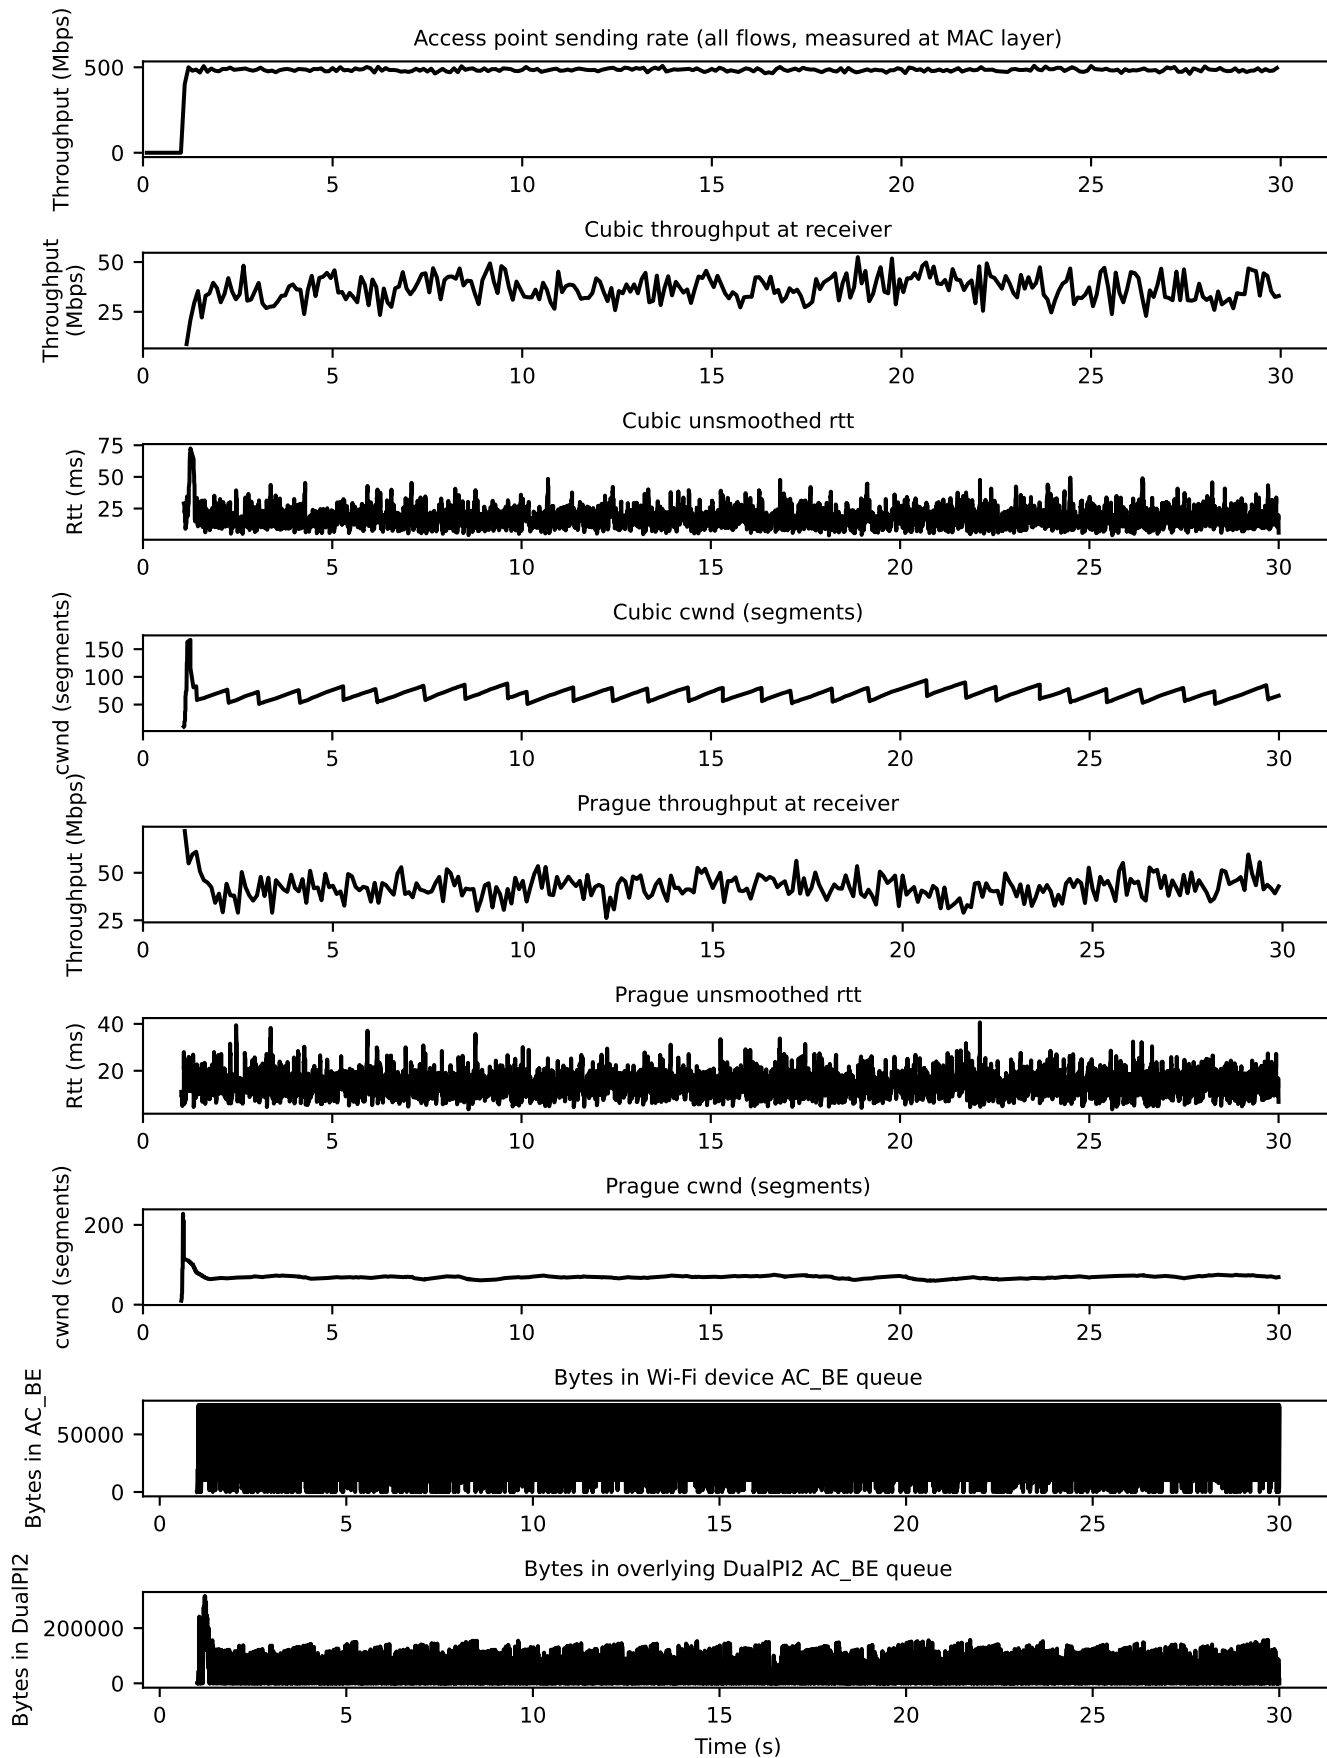 Access point sending rate (all flows, measured at MAC layer)
Throughput (Mbps)
500
0
0 5 10 15 20 25 30
Cubic throughput at receiver
Throughput
(Mbps)
50
25
0 5 10 15 20 25 30
Cubic unsmoothed rtt
Rtt (ms)
75
50
25
0 5 10 15 20 25 30
Cubic cwnd (segments)
cwnd (segments)
150
100
50
0 5 10 15 20 25 30
Prague throughput at receiver
Throughput (Mbps)
50
25
0 5 10 15 20 25 30
Prague unsmoothed rtt
Rtt (ms)
40
20
0 5 10 15 20 25 30
Prague cwnd (segments)
cwnd (segments)
200
0
0 5 10 15 20 25 30
Bytes in Wi-Fi device AC_BE queue
Bytes in AC_BE
50000
0
0 5 10 15 20 25 30
Bytes in overlying DualPI2 AC_BE queue
Bytes in DualPI2
200000
0
0 5 10 15 20 25 30
Time (s)